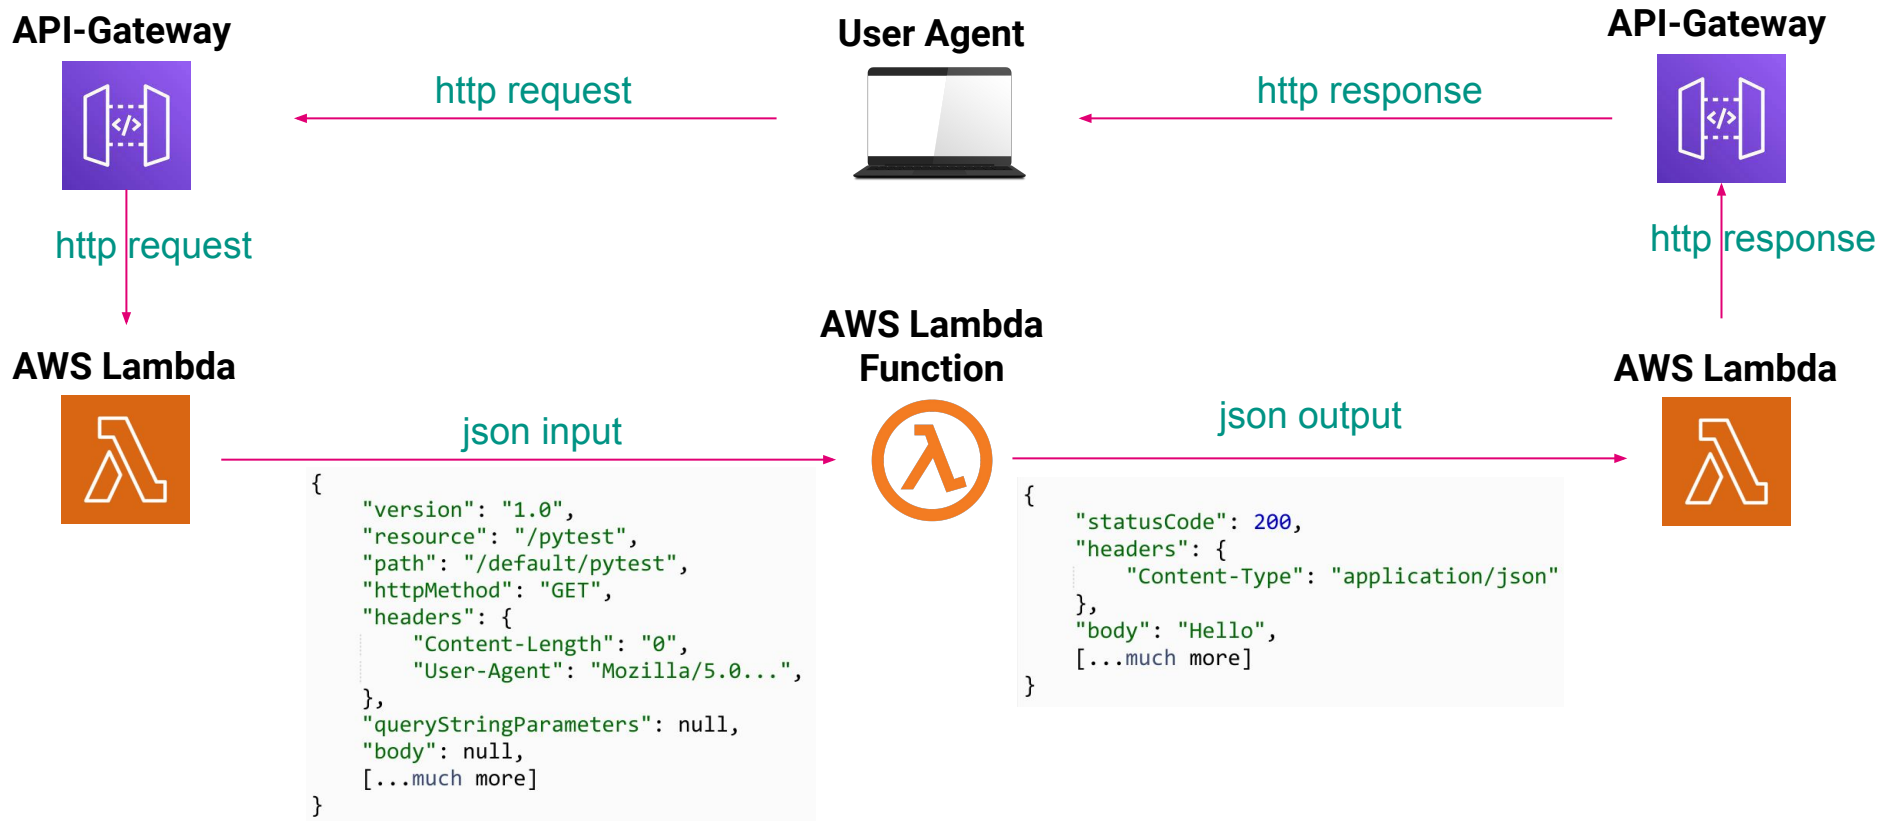 API-Gateway
User Agent
API-Gateway
http request
http response
</>
</>
http request
http response
AWS Lambda
AWS Lambda
Function
AWS Lambda
json input
json output
{
    "version": "1.0",
    "resource": "/pytest",
    "path": "/default/pytest",
    "httpMethod": "GET",
    "headers": {
        "Content-Length": "0",
        "User-Agent": "Mozilla/5.0...",
    },
    "queryStringParameters": null,
    "body": null,
    [...much more]
}
{
    "statusCode": 200,
    "headers": {
        "Content-Type": "application/json"
    },
    "body": "Hello",
    [...much more]
}